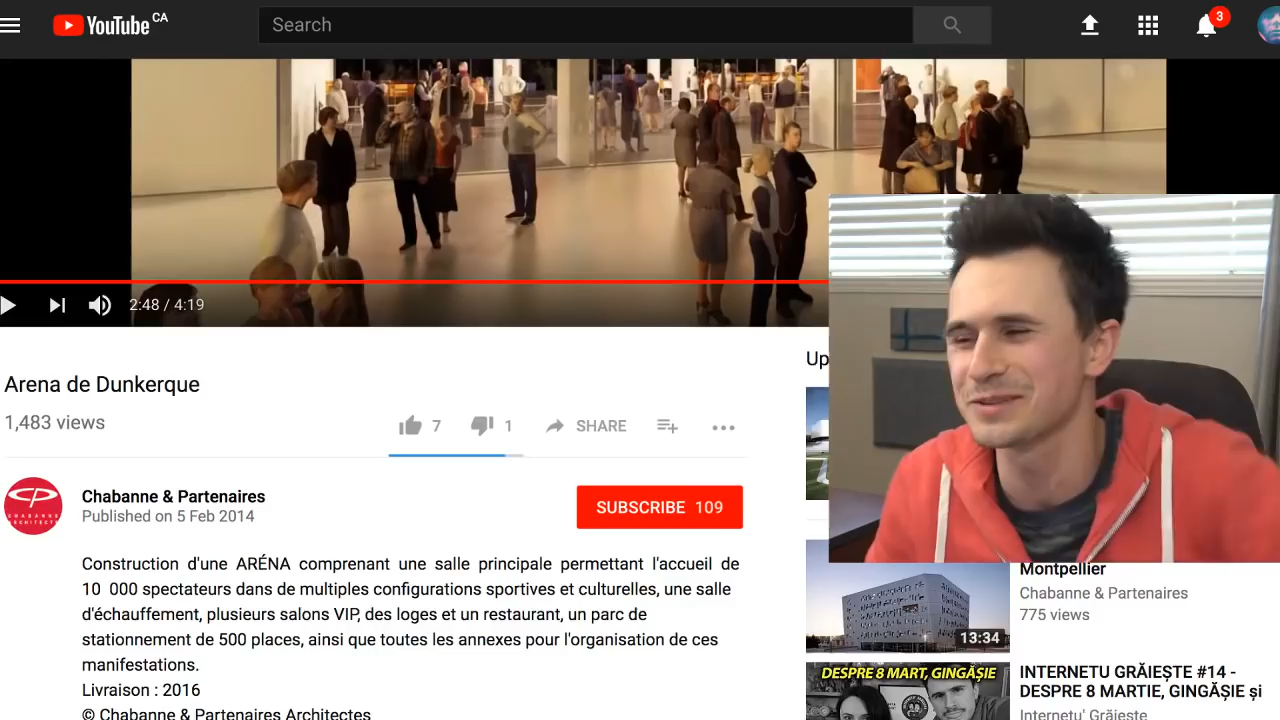 YouTube CA
Search
3
2:48 / 4:19
Up
Arena de Dunkerque
1,483 views
7
1
SHARE
Chabanne & Partenaires
Published on 5 Feb 2014
SUBSCRIBE 109
Construction d'une ARÉNA comprenant une salle principale permettant l'accueil de
10 000 spectateurs dans de multiples configurations sportives et culturelles, une salle
d'échauffement, plusieurs salons VIP, des loges et un restaurant, un parc de
stationnement de 500 places, ainsi que toutes les annexes pour l'organisation de ces
manifestations.
Livraison : 2016
© Chabanne & Partenaires Architectes
Montpellier
Chabanne & Partenaires
775 views
13:34
DESPRE 8 MART, GINGĂȘIE
INTERNETU GRĂIEȘTE #14 -
DESPRE 8 MARTIE, GINGĂȘIE și
Internetu' Grăiește